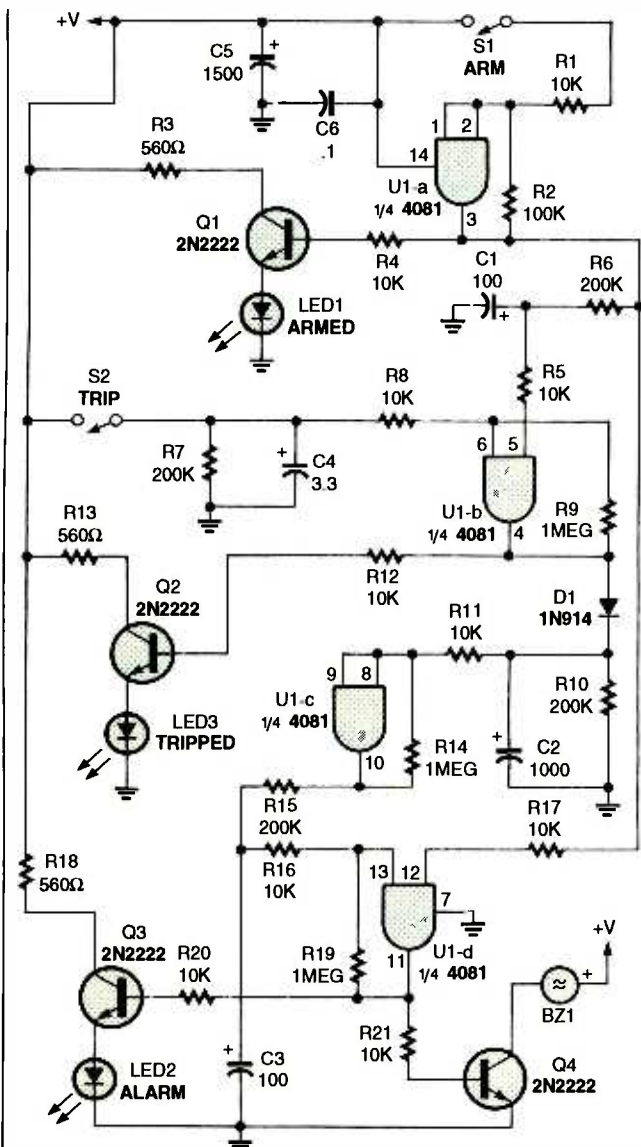 +V
C5
1500
+
C6
.1
S1
ARM
R1
10K
1
2
14
U1-a
1/4 4081
3
R2
100K
R3
560Ω
Q1
2N2222
R4
10K
C1
100
+
R6
200K
LED1
ARMED
S2
TRIP
R8
10K
R5
10K
R7
200K
+
C4
3.3
6
5
U1-b
1/4 4081
4
R9
1MEG
R13
560Ω
Q2
2N2222
R12
10K
D1
1N914
R11
10K
9
8
U1-c
1/4 4081
10
R10
200K
LED3
TRIPPED
R14
1MEG
+
C2
1000
R15
200K
R17
10K
R16
10K
13
12
7
R18
560Ω
U1-d
1/4 4081
11
R19
1MEG
Q3
2N2222
R20
10K
+V
+
BZ1
R21
10K
LED2
ALARM
+
C3
100
Q4
2N2222